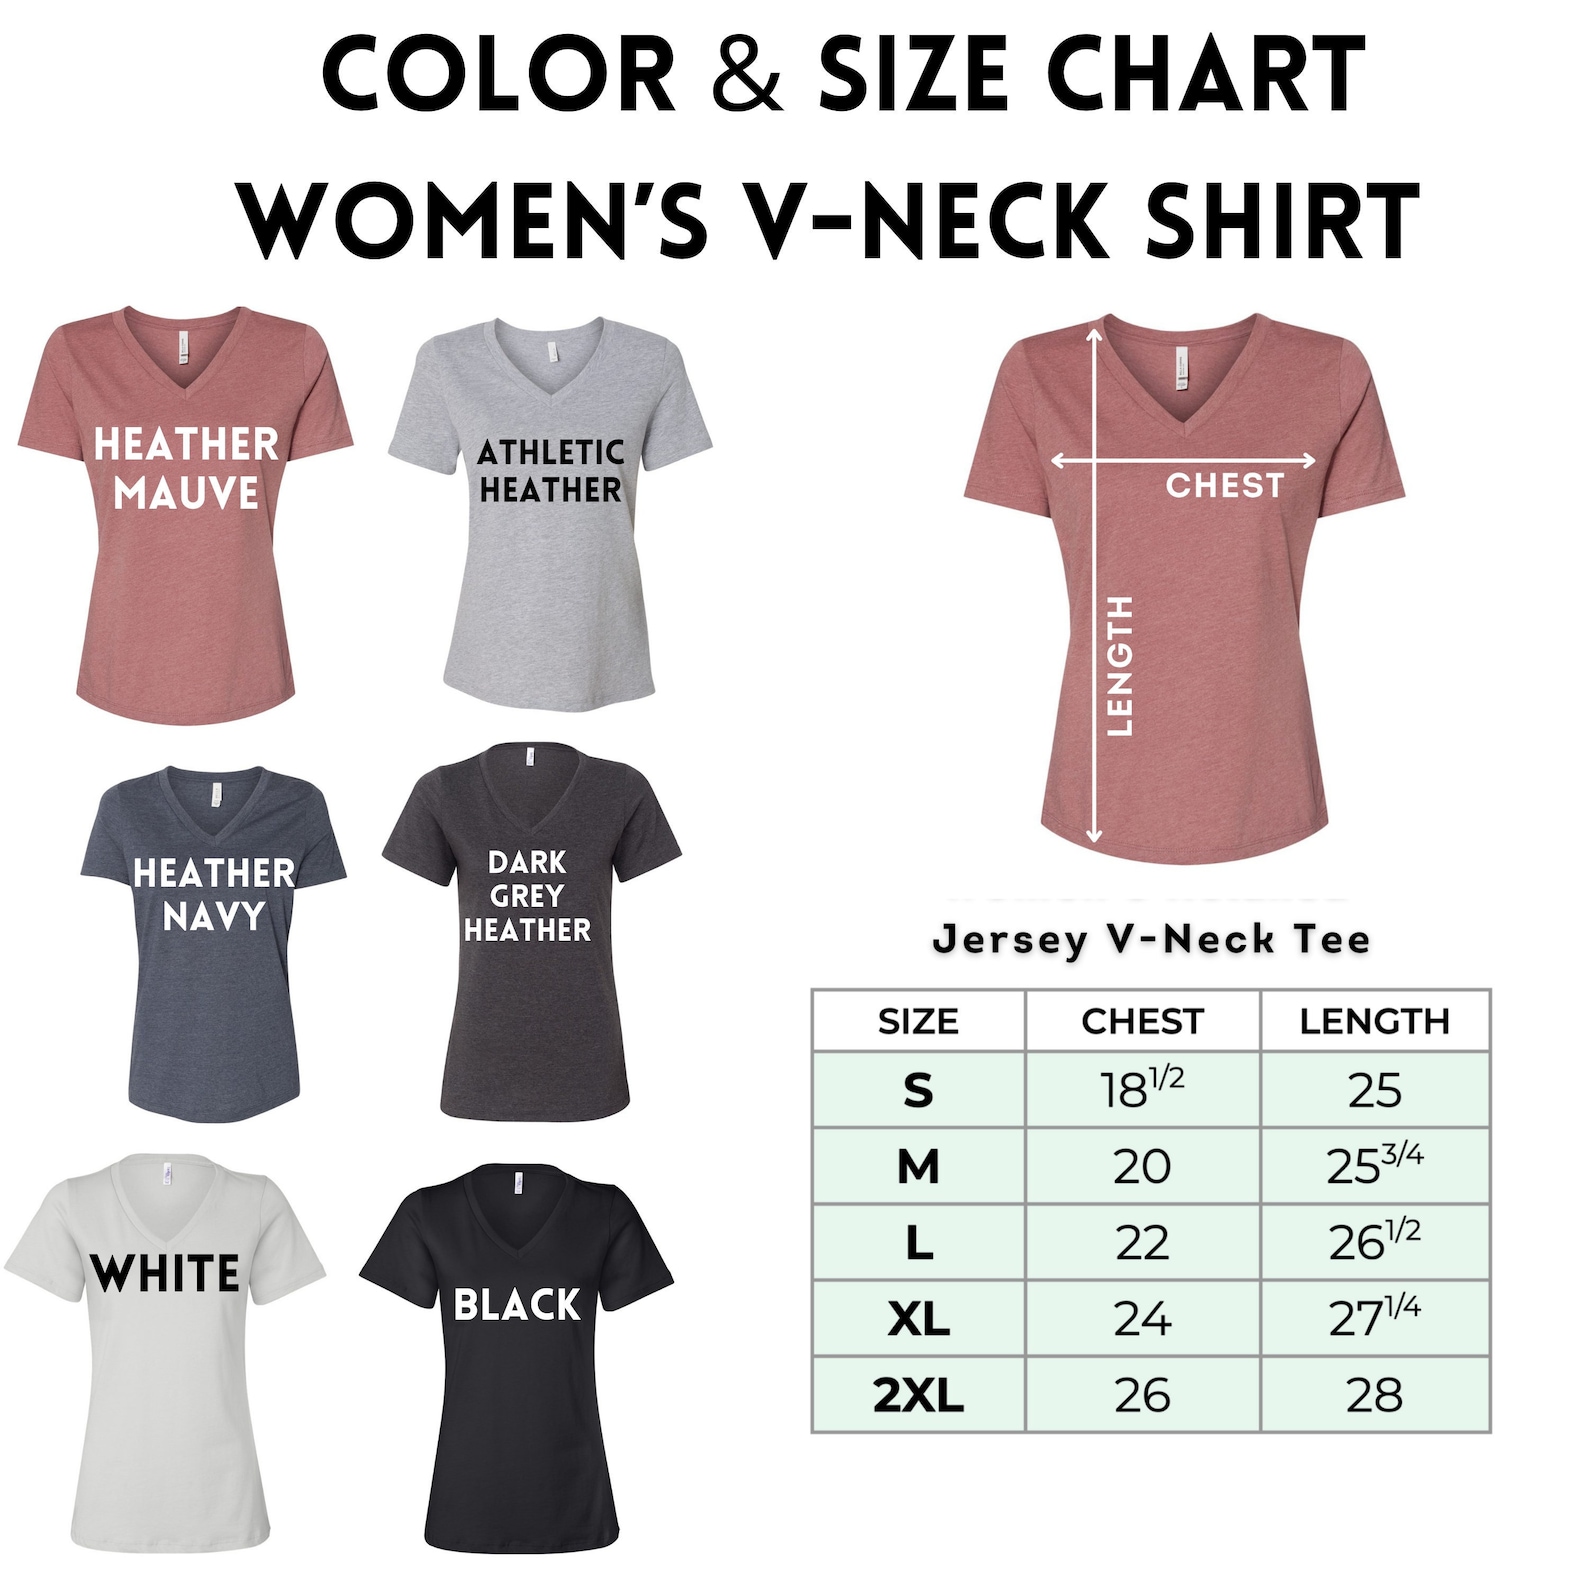 COLOR & SIZE CHART
WOMEN'S V-NECK SHIRT
HEATHER
MAUVE
ATHLETIC
HEATHER
HEATHER
NAVY
DARK
GREY
HEATHER
WHITE
BLACK
CHEST
LENGTH
Jersey V-Neck Tee
SIZE CHEST LENGTH
S 18 1/2 25
M 20 25 3/4
L 22 26 1/2
XL 24 27 1/4
2XL 26 28